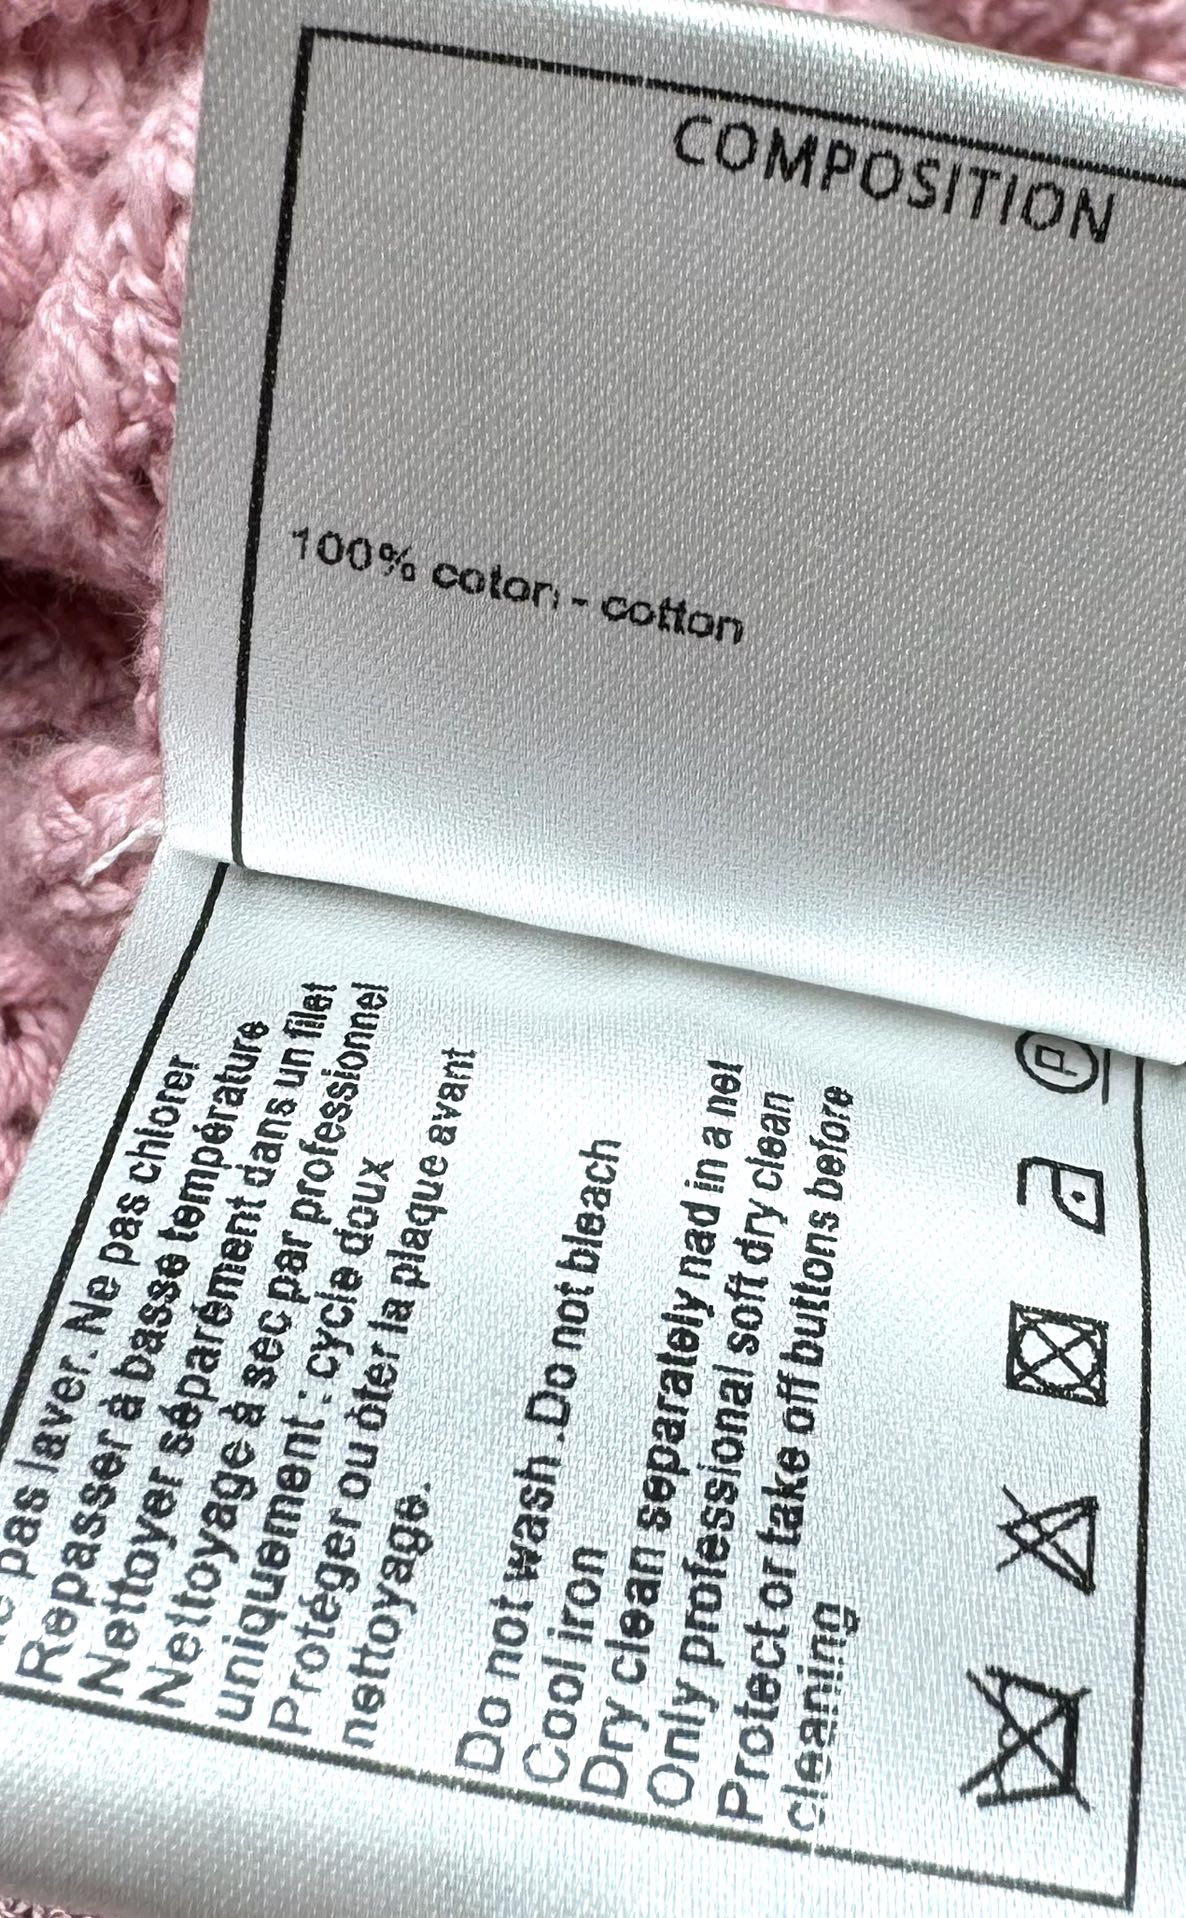 COMPOSITION
100% coton - cotton
pas laver. Ne pas chlorer
Repasser à basse température
Nettoyer séparément dans un filet
Nettoyage à sec par professionnel
uniquement : cycle doux
Protéger ou ôter la plaque avant
nettoyage.
Do not wash .Do not bleach
Cool iron
Dry clean separately nad in a net
Only professional soft dry clean
Protect or take off buttons before
cleaning
P